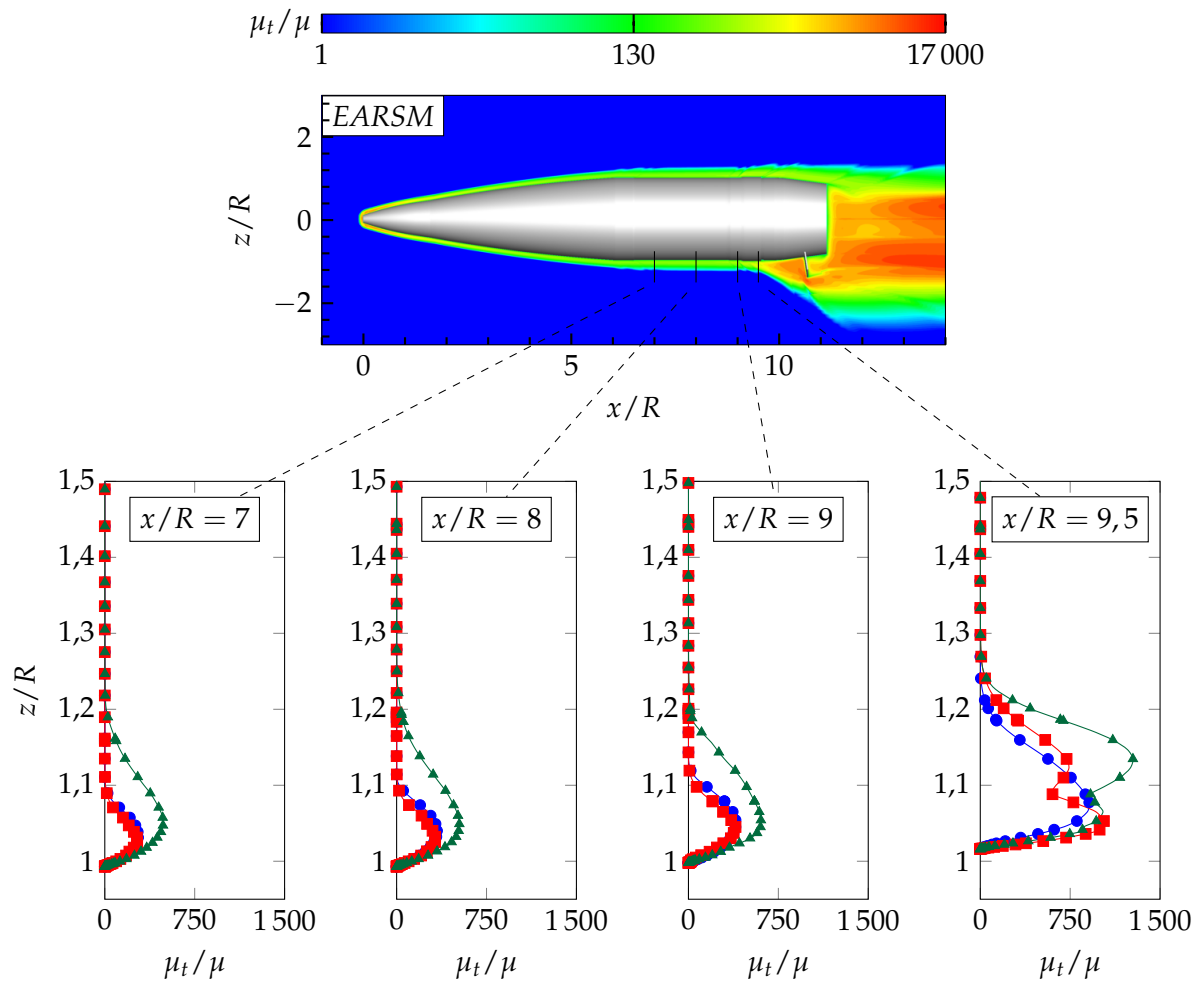 μt/μ
1 130 17 000
EARSM
2
0
−2
z/R
0 5 10
x/R
x/R = 7 x/R = 8 x/R = 9 x/R = 9, 5
1,5 1,5 1,5 1,5
1,4 1,4 1,4 1,4
1,3 1,3 1,3 1,3
1,2 1,2 1,2 1,2
1,11 1,11 1,11 1,11
1 1 1 1
z/R
0 750 1 500 0 750 1 500 0 750 1 500 0 750 1 500
μt/μ μt/μ μt/μ μt/μ